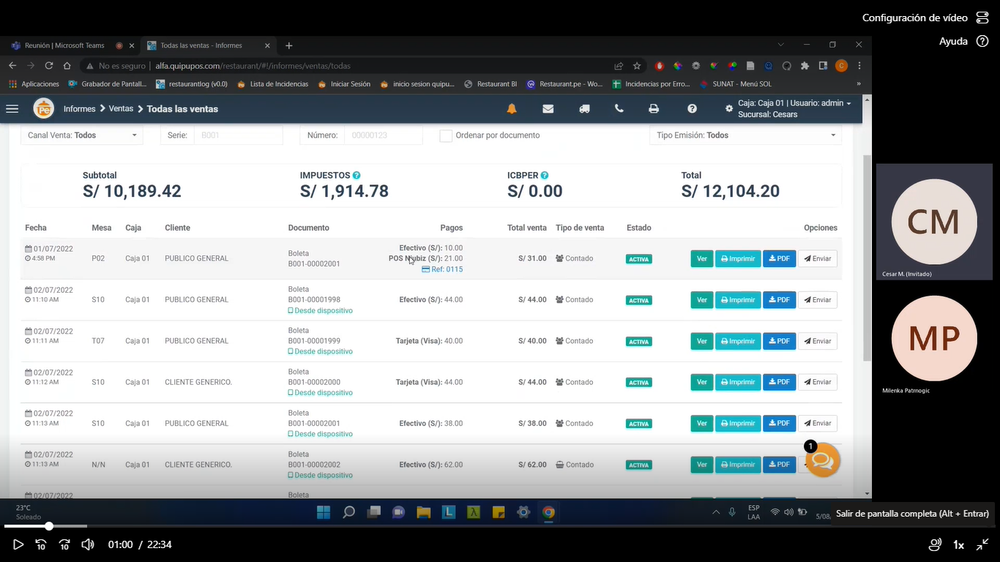 Configuración de vídeo
Ayuda
Reunión | Microsoft Teams
Todas las ventas - Informes
No es seguro | alfa.quipupos.com/restaurant/#!/informes/ventas/todas
Aplicaciones Grabador de Pantall... restaurantlog (v0.0) Lista de Incidencias Iniciar Sesión inicio sesion quipu... Restaurant BI Restaurant.pe - Wo... Incidencias por Erro... SUNAT - Menú SOL »
Informes > Ventas > Todas las ventas
Caja: Caja 01 | Usuario: admin
Sucursal: Cesars
Canal Venta: Todos Serie: B001 Número: 00000123 Ordenar por documento Tipo Emisión: Todos
Subtotal IMPUESTOS ? ICBPER ? Total
S/ 10,189.42 S/ 1,914.78 S/ 0.00 S/ 12,104.20
Fecha Mesa Caja Cliente Documento Pagos Total venta Tipo de venta Estado Opciones
01/07/2022
4:58 PM
P02 Caja 01 PUBLICO GENERAL
Boleta
B001-00002001
Efectivo (S/): 10.00
POS Niubiz (S/): 21.00
Ref: 0115
S/ 31.00 Contado ACTIVA Ver Imprimir PDF Enviar
02/07/2022
11:10 AM
S10 Caja 01 PUBLICO GENERAL
Boleta
B001-00001998
Desde dispositivo
Efectivo (S/): 44.00 S/ 44.00 Contado ACTIVA Ver Imprimir PDF Enviar
02/07/2022
11:11 AM
T07 Caja 01 PUBLICO GENERAL
Boleta
B001-00001999
Desde dispositivo
Tarjeta (Visa): 40.00 S/ 40.00 Contado ACTIVA Ver Imprimir PDF Enviar
02/07/2022
11:12 AM
S10 Caja 01 CLIENTE GENERICO.
Boleta
B001-00002000
Desde dispositivo
Tarjeta (Visa): 44.00 S/ 44.00 Contado ACTIVA Ver Imprimir PDF Enviar
02/07/2022
11:13 AM
S10 Caja 01 PUBLICO GENERAL
Boleta
B001-00002001
Desde dispositivo
Efectivo (S/): 38.00 S/ 38.00 Contado ACTIVA Ver Imprimir PDF Enviar
02/07/2022
11:13 AM
N/N Caja 01 CLIENTE GENERICO.
Boleta
B001-00002002
Desde dispositivo
Efectivo (S/): 62.00 S/ 62.00 Contado ACTIVA Ver Imprimir PDF
1
02/07/2022 Boleta
CM
Cesar M. (Invitado)
MP
Milenka Patrnogic
23°C
Soleado
ESP
LAA
5/08/
Salir de pantalla completa (Alt + Entrar)
10 10 01:00 / 22:34 1x